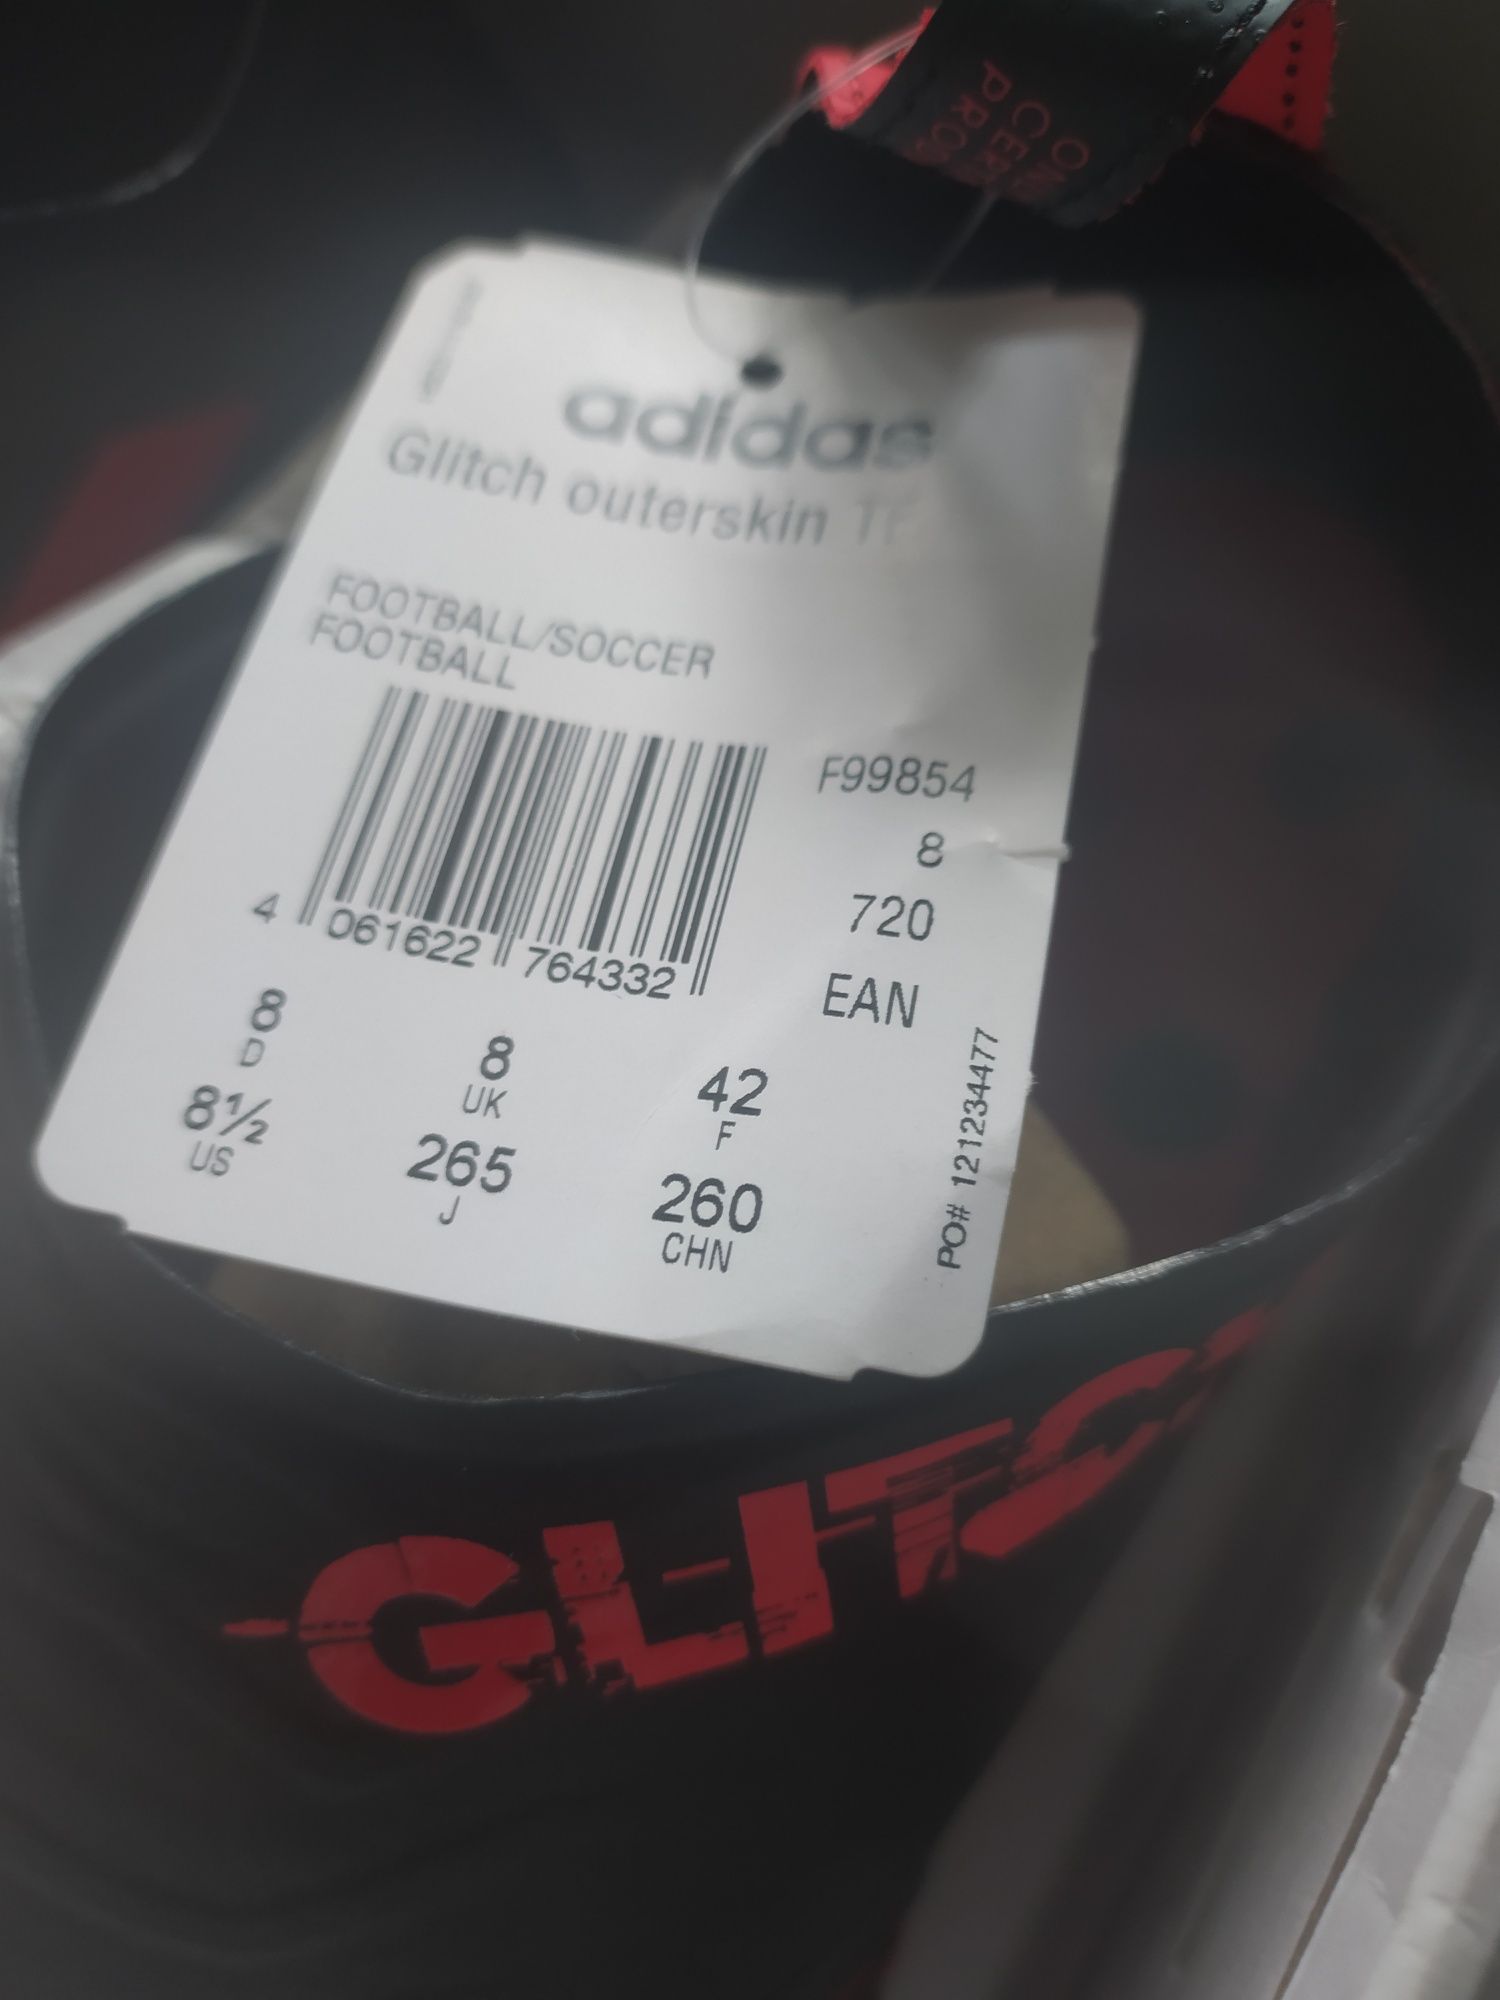 adidas
Glitch outerskin TF
FOOTBALL/SOCCER
FOOTBALL
F99854
8
720
EAN
4 061622 764332
8 D
8 UK
42 F
8½ US
265 J
260 CHN
PO# 121234477
GLITC